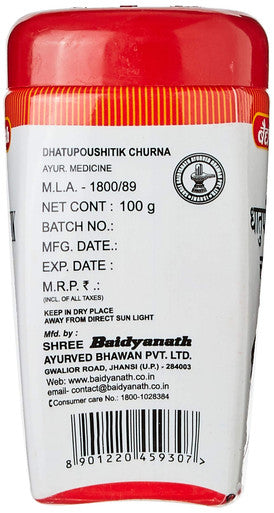 DHATUPOUSHITIK CHURNA
AYUR. MEDICINE
M.L.A. - 1800/89
NET CONT : 100 g
BATCH NO.:
MFG. DATE.:
EXP. DATE :
M.R.P. ₹ .:
(INCL. OF ALL TAXES)
KEEP IN DRY PLACE
AWAY FROM DIRECT SUN LIGHT
Mfd. by :
SHREE Baidyanath
AYURVED BHAWAN PVT. LTD.
GWALIOR ROAD, JHANSI (U.P.) - 284003
Web: www.baidyanath.co.in
email- contact@baidyanath.co.in
Consumer care No.: 1800-1028384
8 901220 459307 >